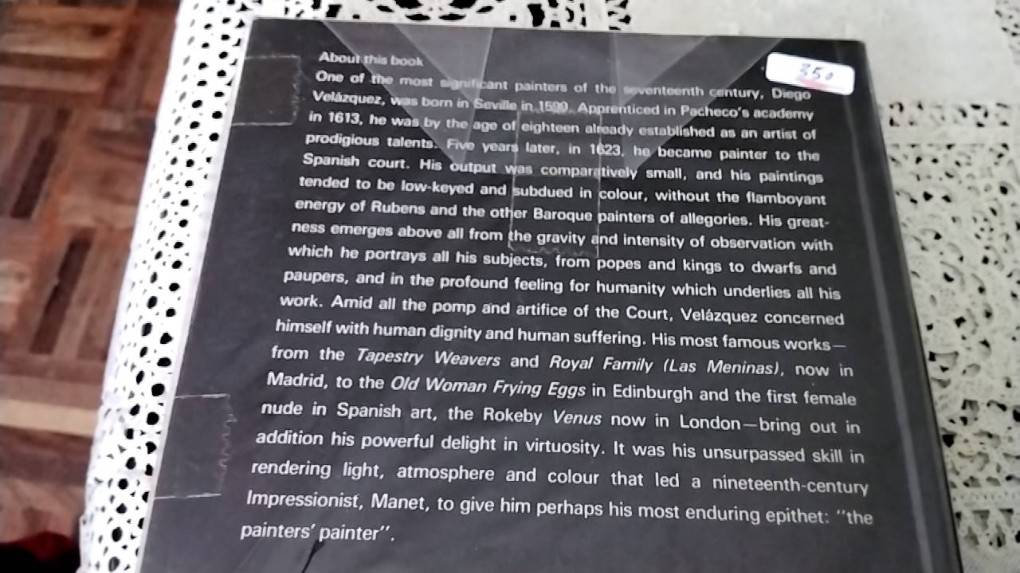 About this book
350
One of the most significant painters of the seventeenth century, Diego
Velázquez, was born in Seville in 1599. Apprenticed in Pacheco's academy
in 1613, he was by the age of eighteen already established as an artist of
prodigious talents. Five years later, in 1623, he became painter to the
Spanish court. His output was comparatively small, and his paintings
tended to be low-keyed and subdued in colour, without the flamboyant
energy of Rubens and the other Baroque painters of allegories. His great-
ness emerges above all from the gravity and intensity of observation with
which he portrays all his subjects, from popes and kings to dwarfs and
paupers, and in the profound feeling for humanity which underlies all his
work. Amid all the pomp and artifice of the Court, Velázquez concerned
himself with human dignity and human suffering. His most famous works—
from the Tapestry Weavers and Royal Family (Las Meninas), now in
Madrid, to the Old Woman Frying Eggs in Edinburgh and the first female
nude in Spanish art, the Rokeby Venus now in London—bring out in
addition his powerful delight in virtuosity. It was his unsurpassed skill in
rendering light, atmosphere and colour that led a nineteenth-century
Impressionist, Manet, to give him perhaps his most enduring epithet: "the
painters' painter".